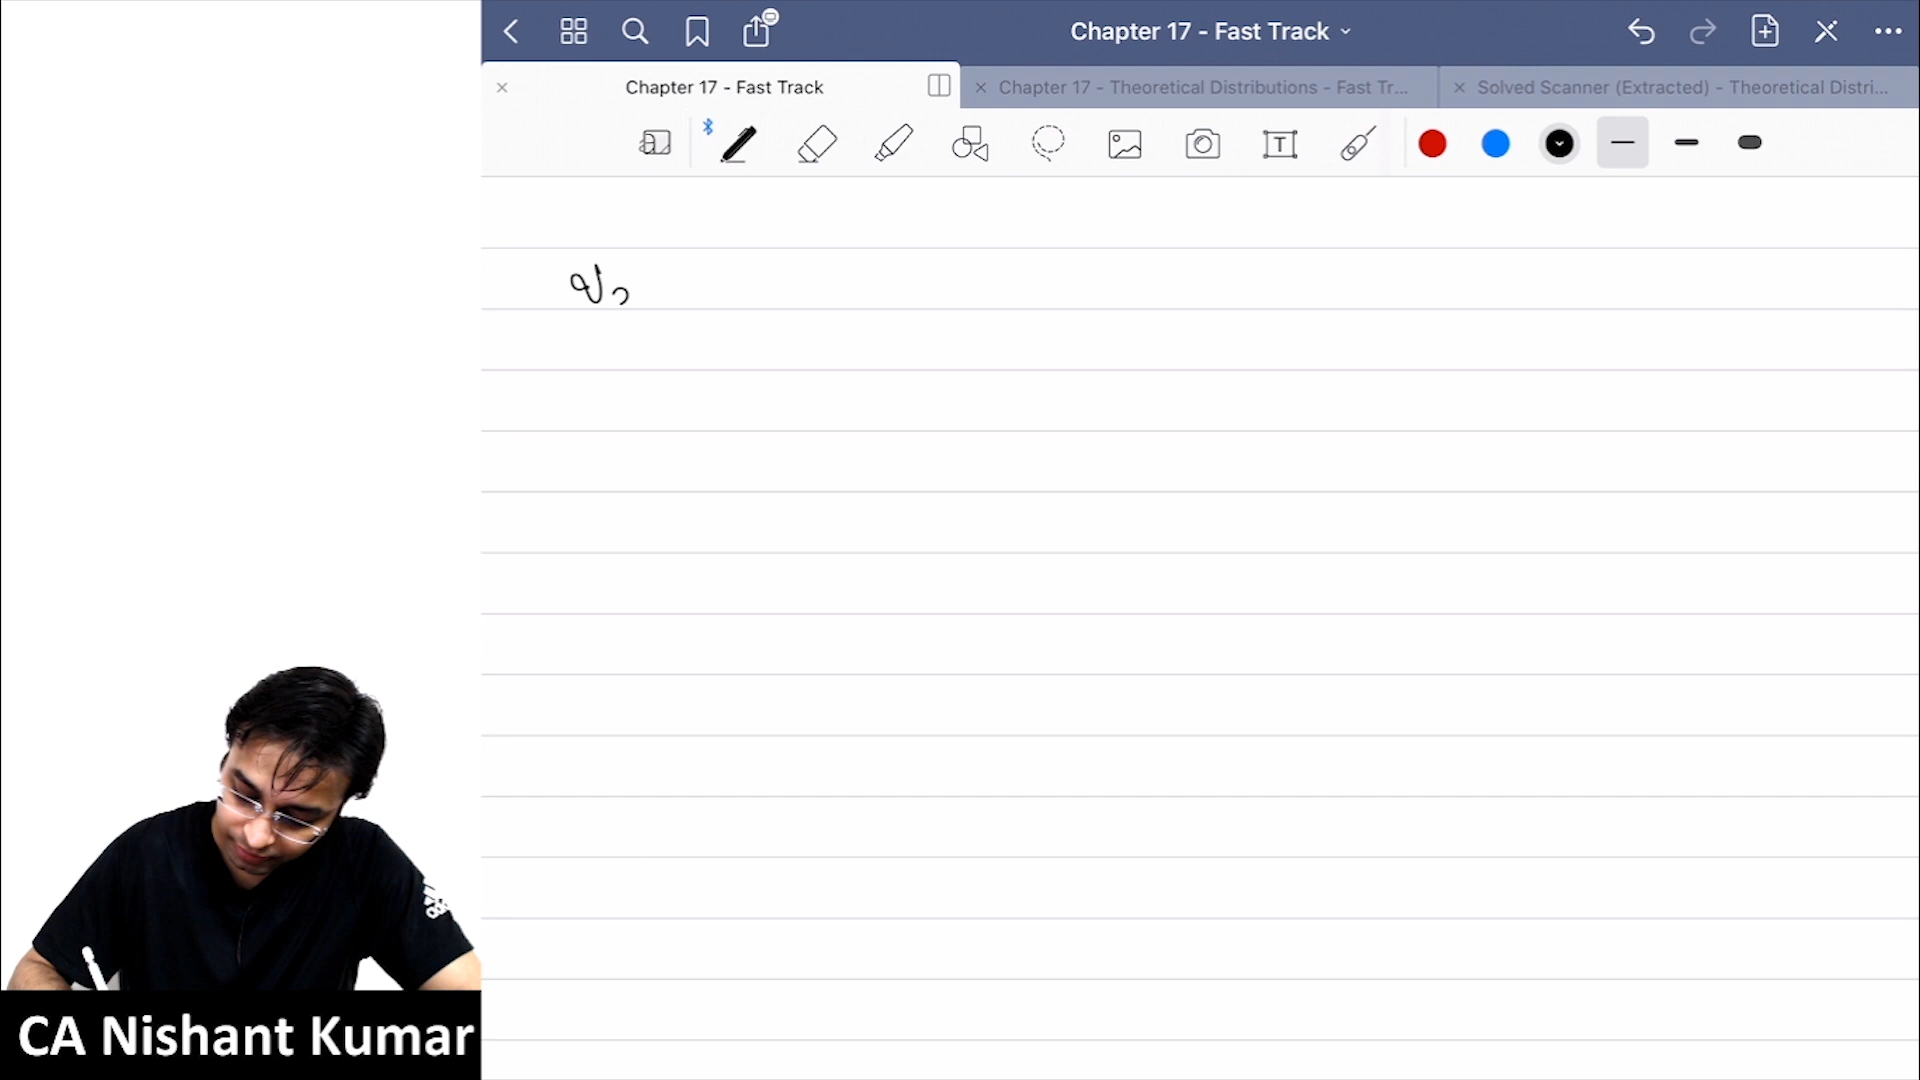 Chapter 17 - Fast Track
Chapter 17 - Fast Track
Chapter 17 - Theoretical Distributions - Fast Tr...
Solved Scanner (Extracted) - Theoretical Distri...
CA Nishant Kumar